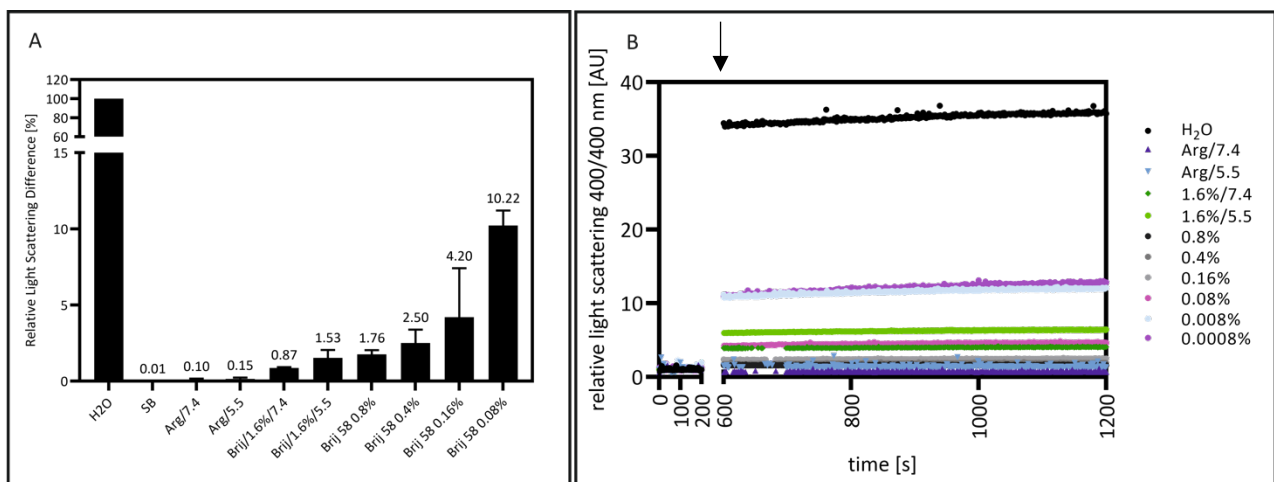 A
Relative Light Scattering Difference [%]
120
100
80
60
15
10
5
0
0.01
0.10
0.15
0.87
1.53
1.76
2.50
4.20
10.22
H2O
SB
Arg/7.4
Arg/5.5
Brij/1.6%/7.4
Brij/1.6%/5.5
Brij 58 0.8%
Brij 58 0.4%
Brij 58 0.16%
Brij 58 0.08%
B
relative light scattering 400/400 nm [AU]
40
30
20
10
0
0
100
200
600
800
1000
1200
time [s]
H₂O
Arg/7.4
Arg/5.5
1.6%/7.4
1.6%/5.5
0.8%
0.4%
0.16%
0.08%
0.008%
0.0008%